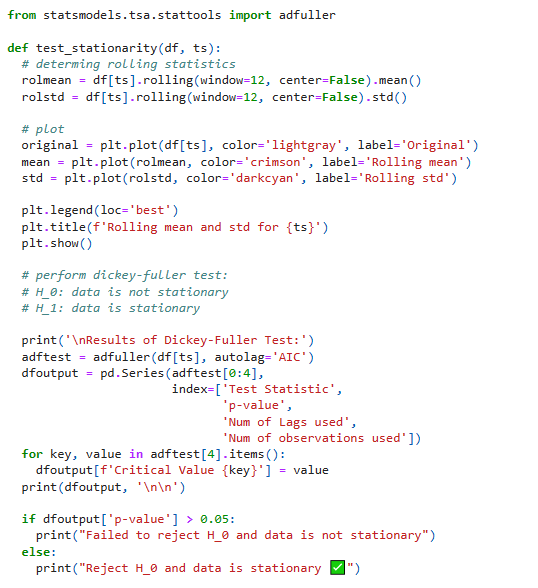 from statsmodels.tsa.stattools import adfuller

def test_stationarity(df, ts):
  # determing rolling statistics
  rolmean = df[ts].rolling(window=12, center=False).mean()
  rolstd = df[ts].rolling(window=12, center=False).std()

  # plot
  original = plt.plot(df[ts], color='lightgray', label='Original')
  mean = plt.plot(rolmean, color='crimson', label='Rolling mean')
  std = plt.plot(rolstd, color='darkcyan', label='Rolling std')

  plt.legend(loc='best')
  plt.title(f'Rolling mean and std for {ts}')
  plt.show()

  # perform dickey-fuller test:
  # H_0: data is not stationary
  # H_1: data is stationary

  print('\nResults of Dickey-Fuller Test:')
  adftest = adfuller(df[ts], autolag='AIC')
  dfoutput = pd.Series(adftest[0:4],
                       index=['Test Statistic',
                              'p-value',
                              'Num of Lags used',
                              'Num of observations used'])
  for key, value in adftest[4].items():
    dfoutput[f'Critical Value {key}'] = value
  print(dfoutput, '\n\n')

  if dfoutput['p-value'] > 0.05:
    print("Failed to reject H_0 and data is not stationary")
  else:
    print("Reject H_0 and data is stationary ✅")